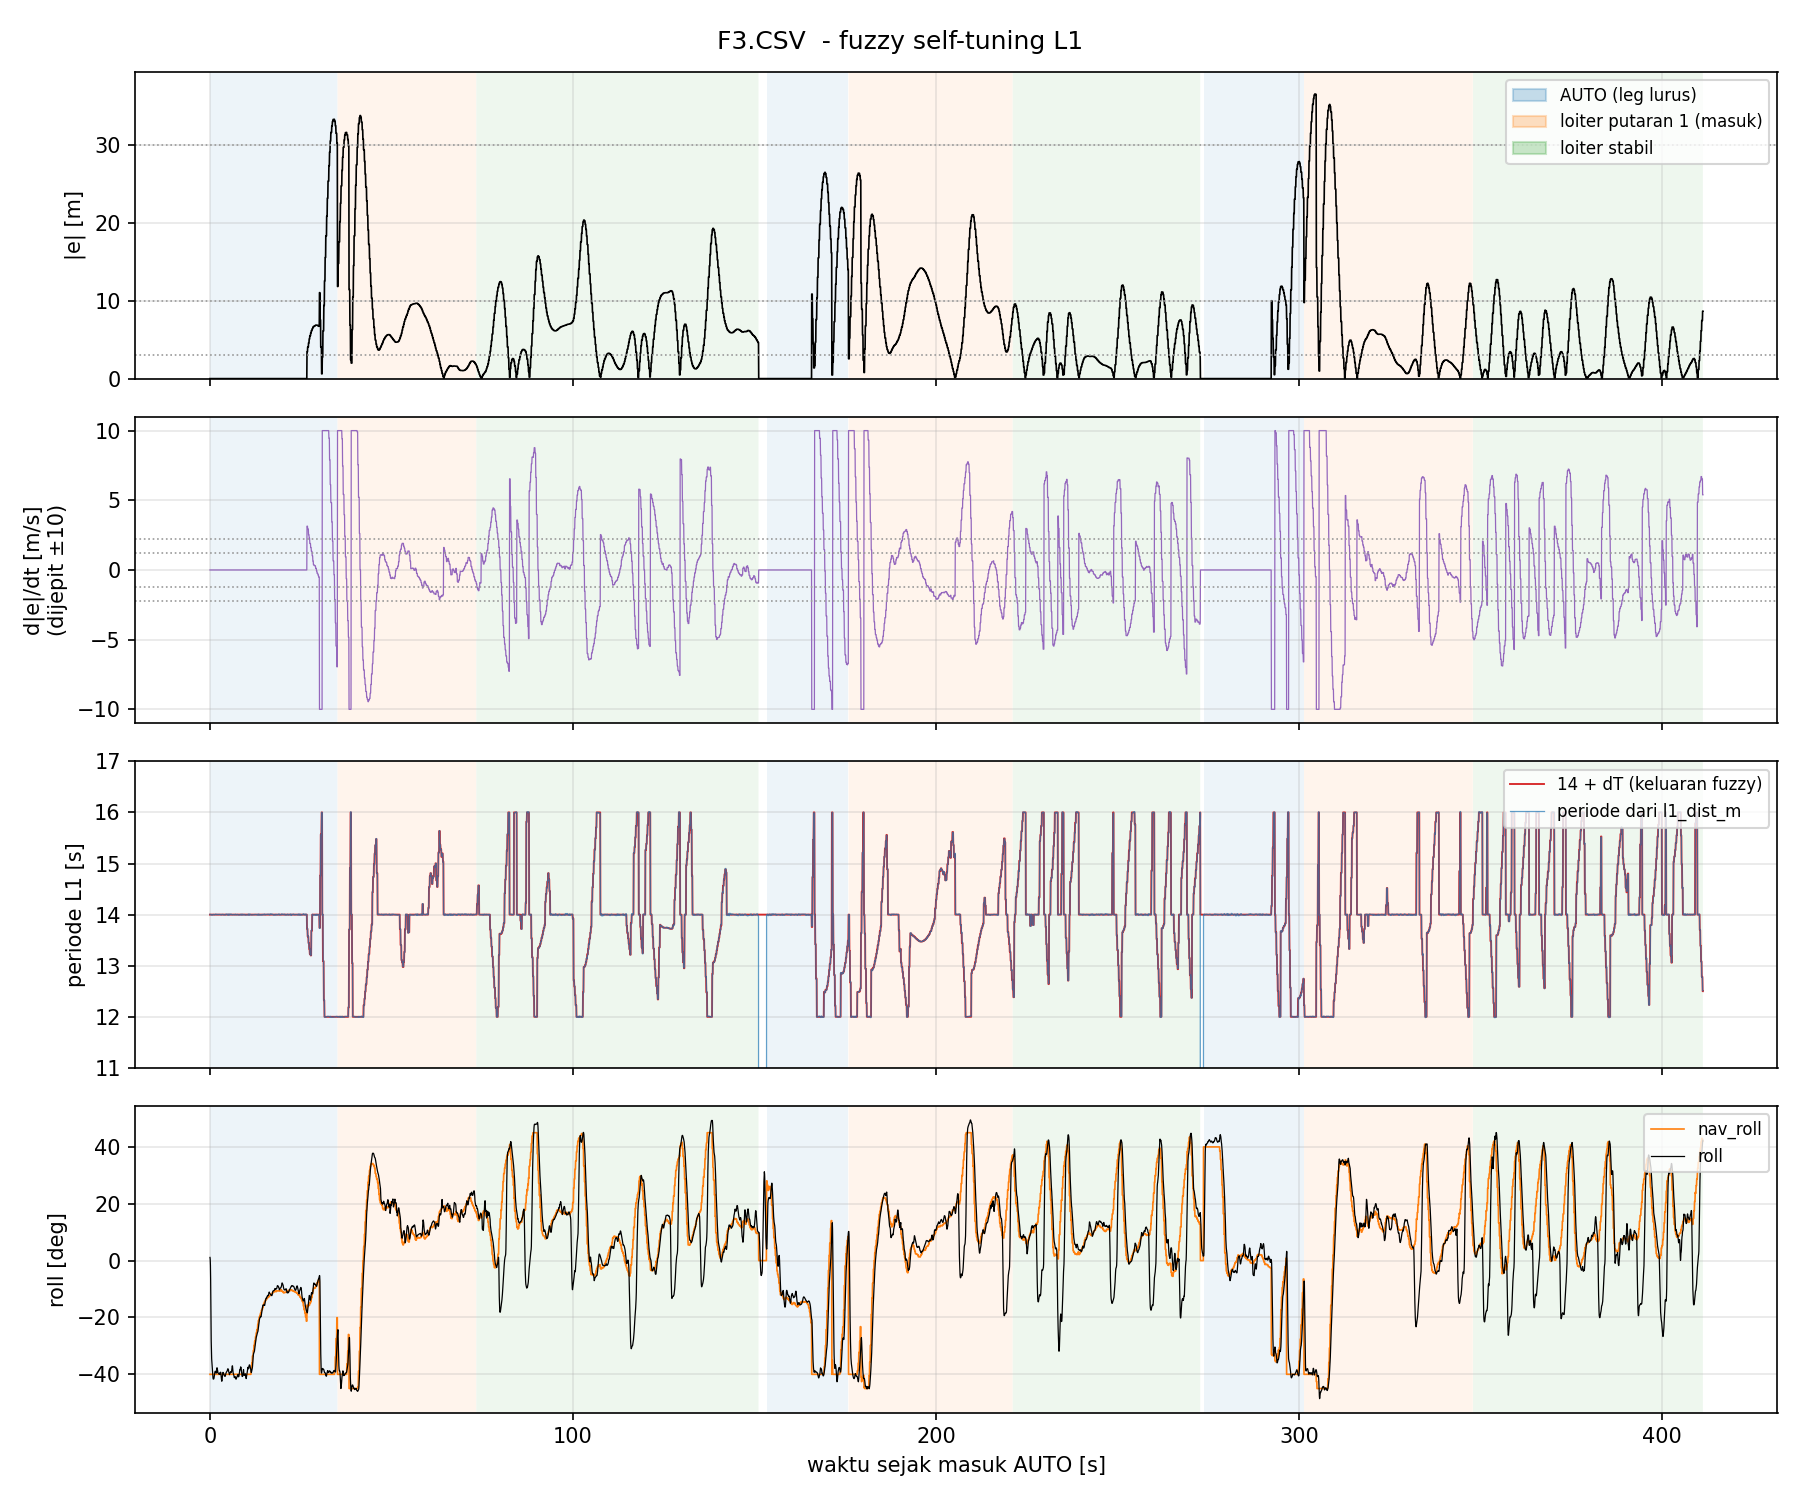 F3.CSV - fuzzy self-tuning L1
|e| [m]
30
20
10
0
AUTO (leg lurus)
loiter putaran 1 (masuk)
loiter stabil
d|e|/dt [m/s]
(dijepit ±10)
10
5
0
−5
−10
periode L1 [s]
17
16
15
14
13
12
11
14 + dT (keluaran fuzzy)
periode dari l1_dist_m
roll [deg]
40
20
0
−20
−40
nav_roll
roll
0
100
200
300
400
waktu sejak masuk AUTO [s]